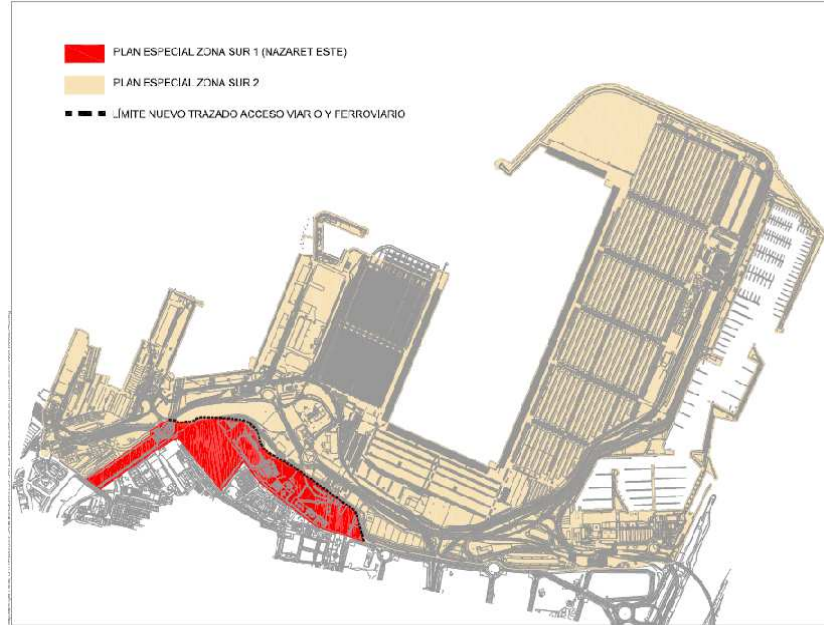 PLAN ESPECIAL ZONA SUR 1 (NAZARET ESTE)
PLAN ESPECIAL ZONA SUR 2
LÍMITE NUEVO TRAZADO ACCESO VIARIO Y FERROVIARIO